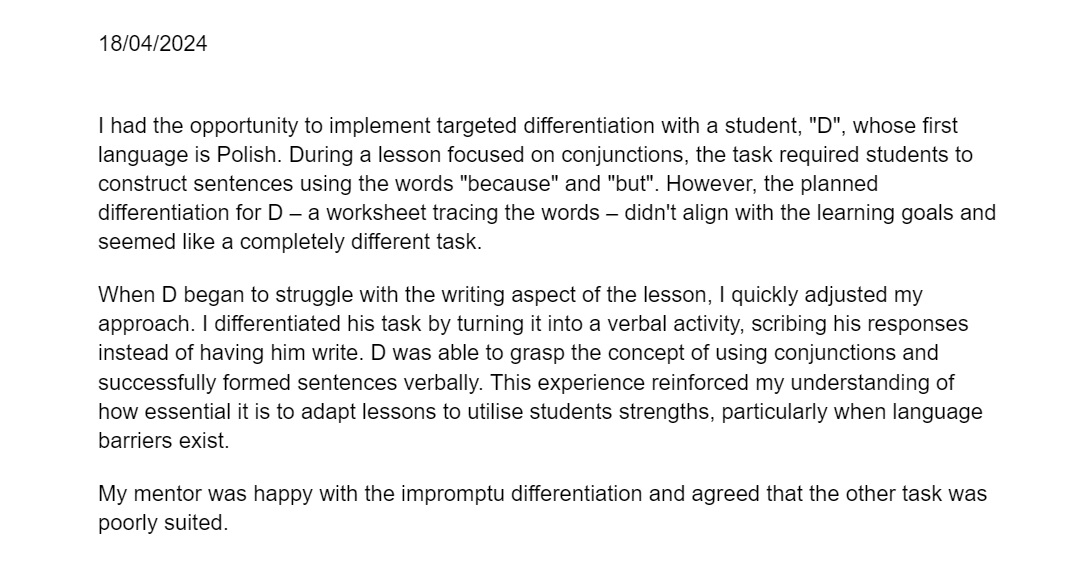 18/04/2024
I had the opportunity to implement targeted differentiation with a student, "D", whose first
language is Polish. During a lesson focused on conjunctions, the task required students to
construct sentences using the words "because" and "but". However, the planned
differentiation for D – a worksheet tracing the words – didn't align with the learning goals and
seemed like a completely different task.
When D began to struggle with the writing aspect of the lesson, I quickly adjusted my
approach. I differentiated his task by turning it into a verbal activity, scribing his responses
instead of having him write. D was able to grasp the concept of using conjunctions and
successfully formed sentences verbally. This experience reinforced my understanding of
how essential it is to adapt lessons to utilise students strengths, particularly when language
barriers exist.
My mentor was happy with the impromptu differentiation and agreed that the other task was
poorly suited.